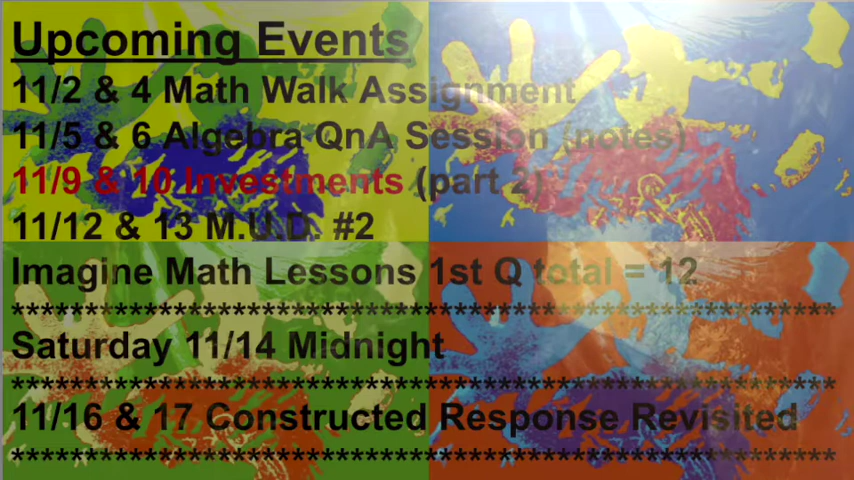 Upcoming Events
11/2 & 4 Math Walk Assignment
11/5 & 6 Algebra QnA Session (notes)
11/9 & 10 Investments (part 2)
11/12 & 13 M.U.D. #2
Imagine Math Lessons 1st Q total = 12
*******************************************************
Saturday 11/14 Midnight
*******************************************************
11/16 & 17 Constructed Response Revisited
*******************************************************